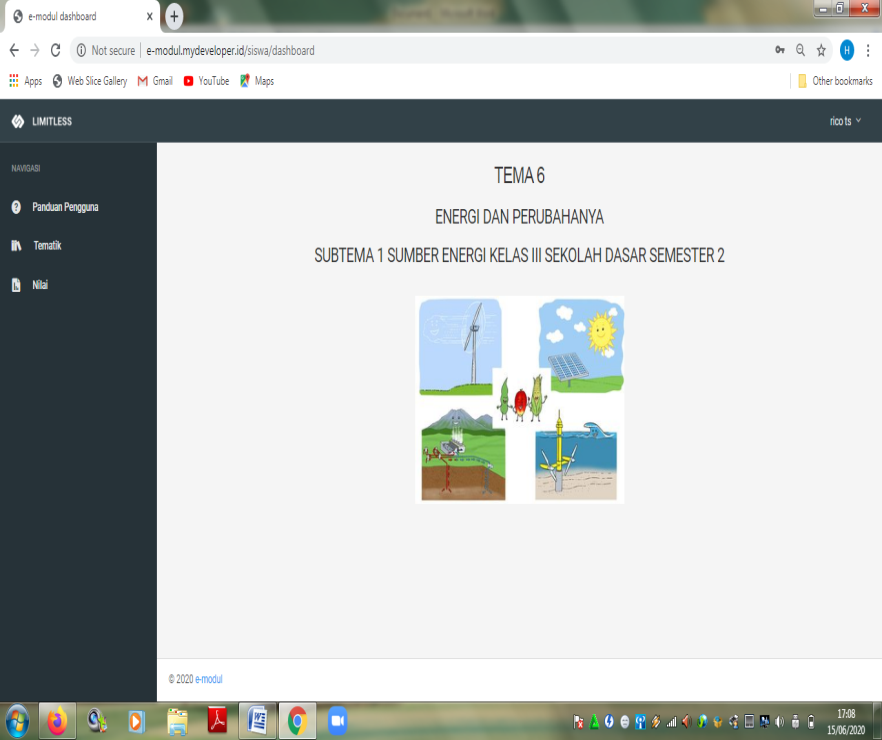 e-modul dashboard
Not secure | e-modul.mydeveloper.id/siswa/dashboard
H
Apps
Web Slice Gallery
Gmail
YouTube
Maps
Other bookmarks
LIMITLESS
rico ts
NAVIGASI
Panduan Pengguna
Tematik
Nilai
TEMA 6
ENERGI DAN PERUBAHANYA
SUBTEMA 1 SUMBER ENERGI KELAS III SEKOLAH DASAR SEMESTER 2
© 2020 e-modul
17:08
15/06/2020